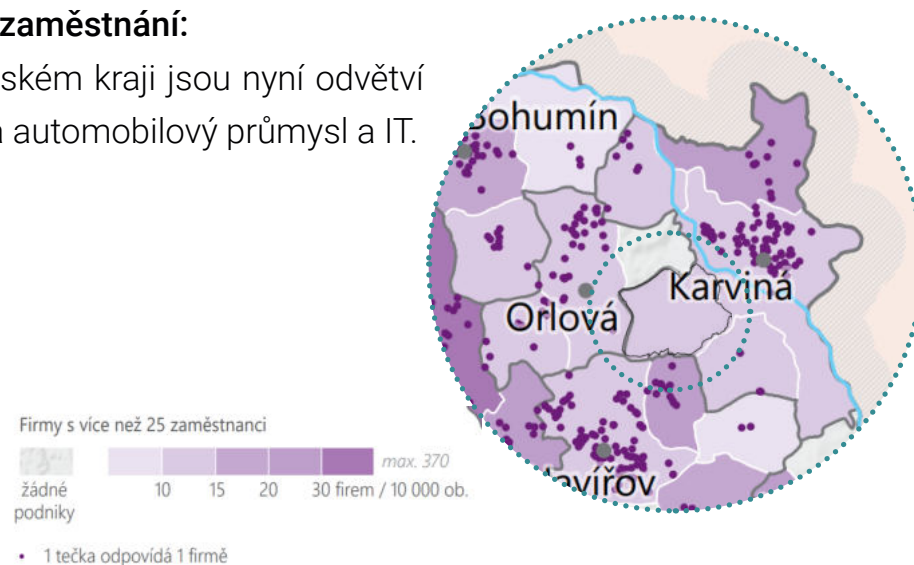 zaměstnání:
ském kraji jsou nyní odvětví
automobilový průmysl a IT.
Bohumín
Karviná
Orlová
Firmy s více než 25 zaměstnanci
max. 370
žádné
podniky
10 15 20 30 firem / 10 000 ob.
• 1 tečka odpovídá 1 firmě